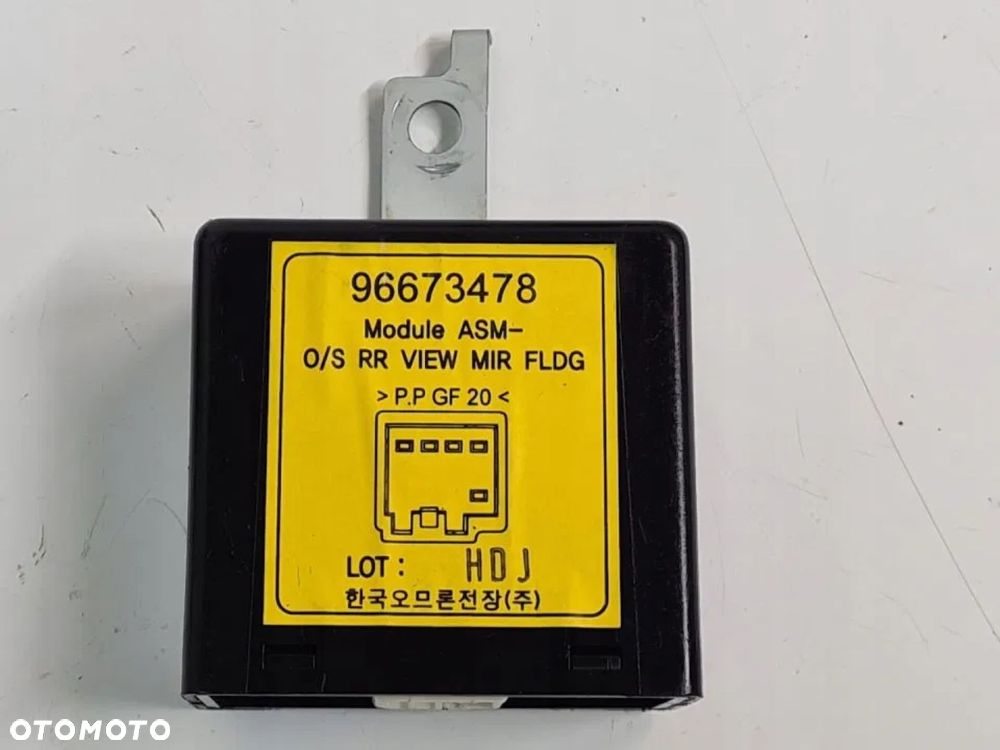 96673478
Module ASM-
O/S RR VIEW MIR FLDG
> P.P GF 20 <
LOT : HDJ
한국오므론전장(주)
OTOMOTO